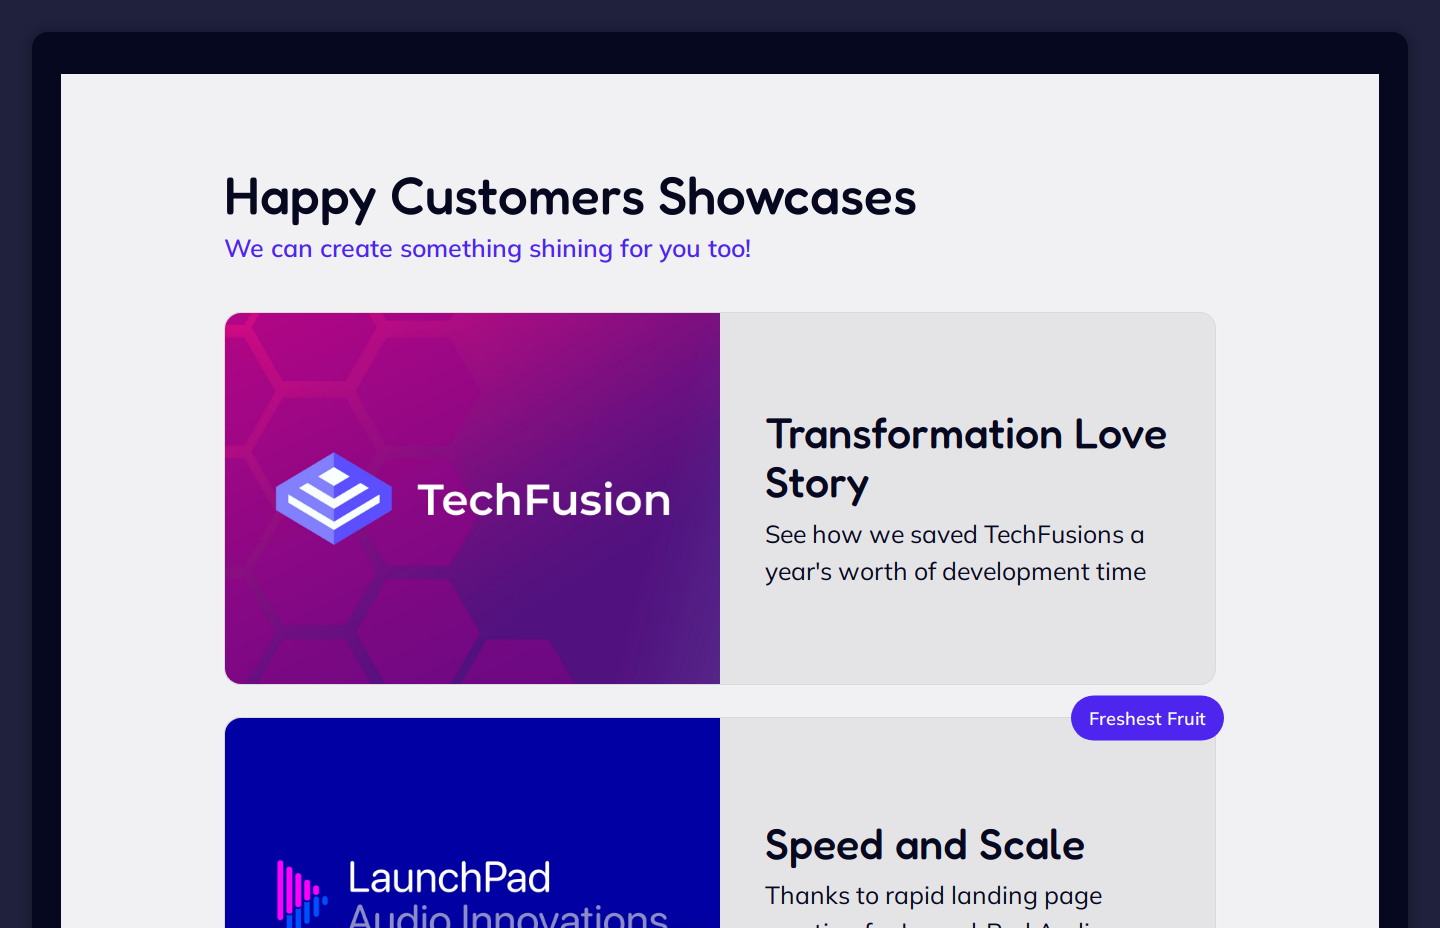 Happy Customers Showcases
We can create something shining for you too!
TechFusion
Transformation Love
Story
See how we saved TechFusions a
year's worth of development time
Freshest Fruit
LaunchPad
Audio Innovations
Speed and Scale
Thanks to rapid landing page